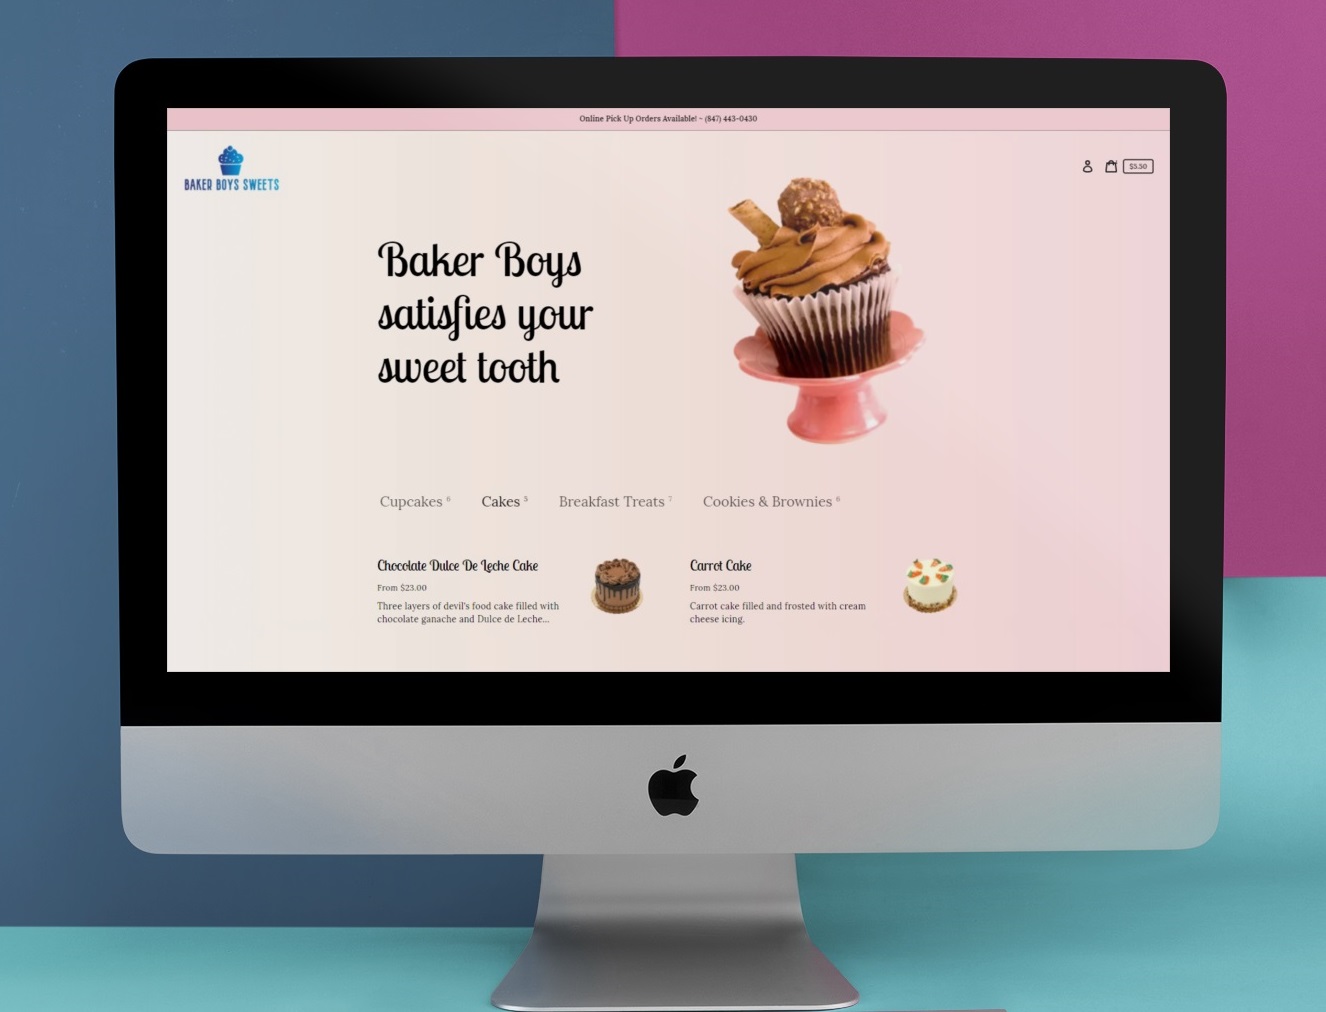 Online Pick Up Orders Available! ~ (847) 443-0430
BAKER BOYS SWEETS
$5.50
Baker Boys
satisfies your
sweet tooth
Cupcakes 6
Cakes 5
Breakfast Treats 7
Cookies & Brownies 6
Chocolate Dulce De Leche Cake
From $23.00
Three layers of devil's food cake filled with
chocolate ganache and Dulce de Leche...
Carrot Cake
From $23.00
Carrot cake filled and frosted with cream
cheese icing.